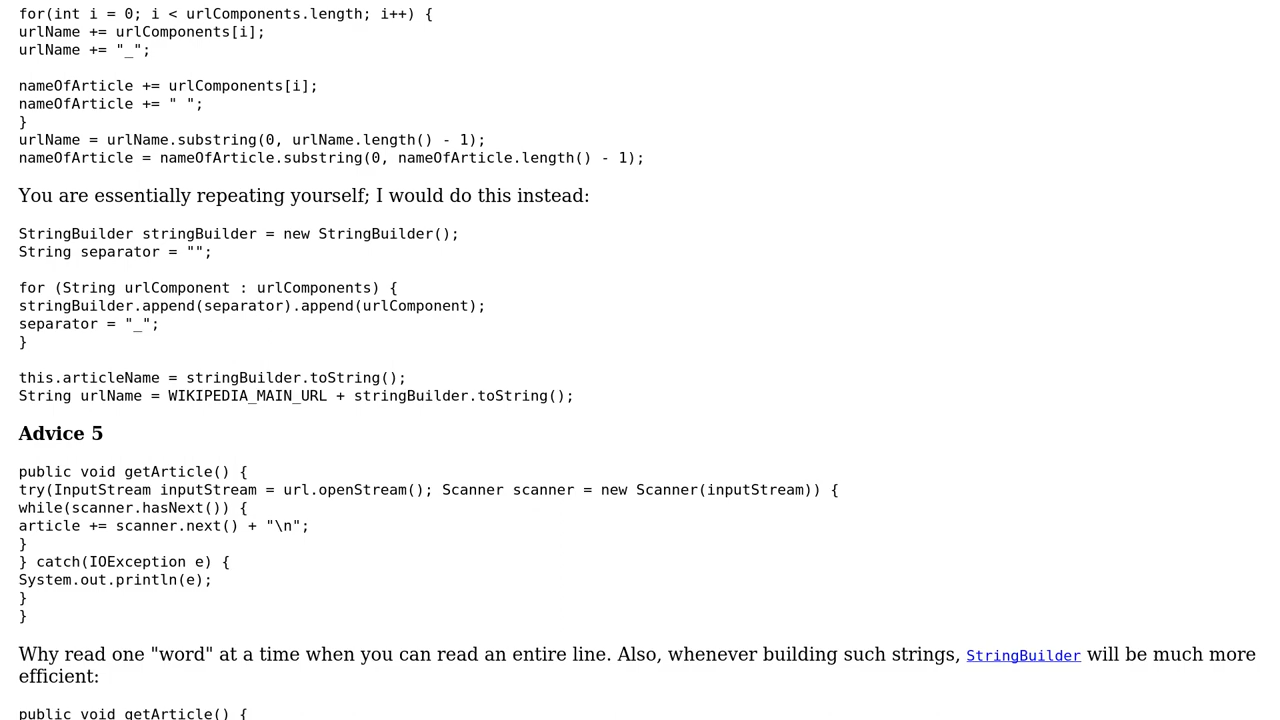 for(int i = 0; i < urlComponents.length; i++) {
urlName += urlComponents[i];
urlName += "_";

nameOfArticle += urlComponents[i];
nameOfArticle += " ";
}
urlName = urlName.substring(0, urlName.length() - 1);
nameOfArticle = nameOfArticle.substring(0, nameOfArticle.length() - 1);

You are essentially repeating yourself; I would do this instead:

StringBuilder stringBuilder = new StringBuilder();
String separator = "";

for (String urlComponent : urlComponents) {
stringBuilder.append(separator).append(urlComponent);
separator = "_";
}

this.articleName = stringBuilder.toString();
String urlName = WIKIPEDIA_MAIN_URL + stringBuilder.toString();

Advice 5

public void getArticle() {
try(InputStream inputStream = url.openStream(); Scanner scanner = new Scanner(inputStream)) {
while(scanner.hasNext()) {
article += scanner.next() + "\n";
}
} catch(IOException e) {
System.out.println(e);
}
}

Why read one "word" at a time when you can read an entire line. Also, whenever building such strings, StringBuilder will be much more
efficient:

public void getArticle() {